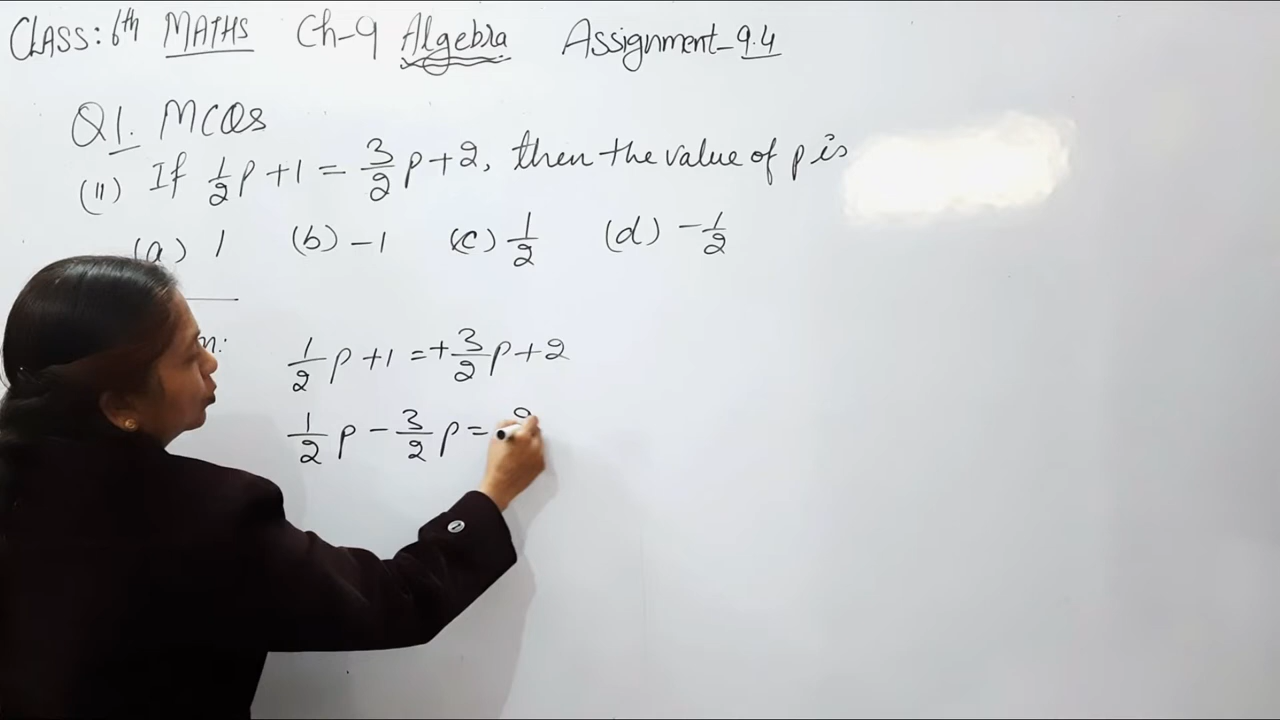 CLASS: 6th MATHS Ch-9 Algebra Assignment-9.4
Q1. MCQs
(11) If 1/2 p + 1 = 3/2 p + 2, then the value of p is
(a) 1 (b) -1 (c) 1/2 (d) -1/2
n:
1/2 p + 1 = + 3/2 p + 2
1/2 p - 3/2 p =